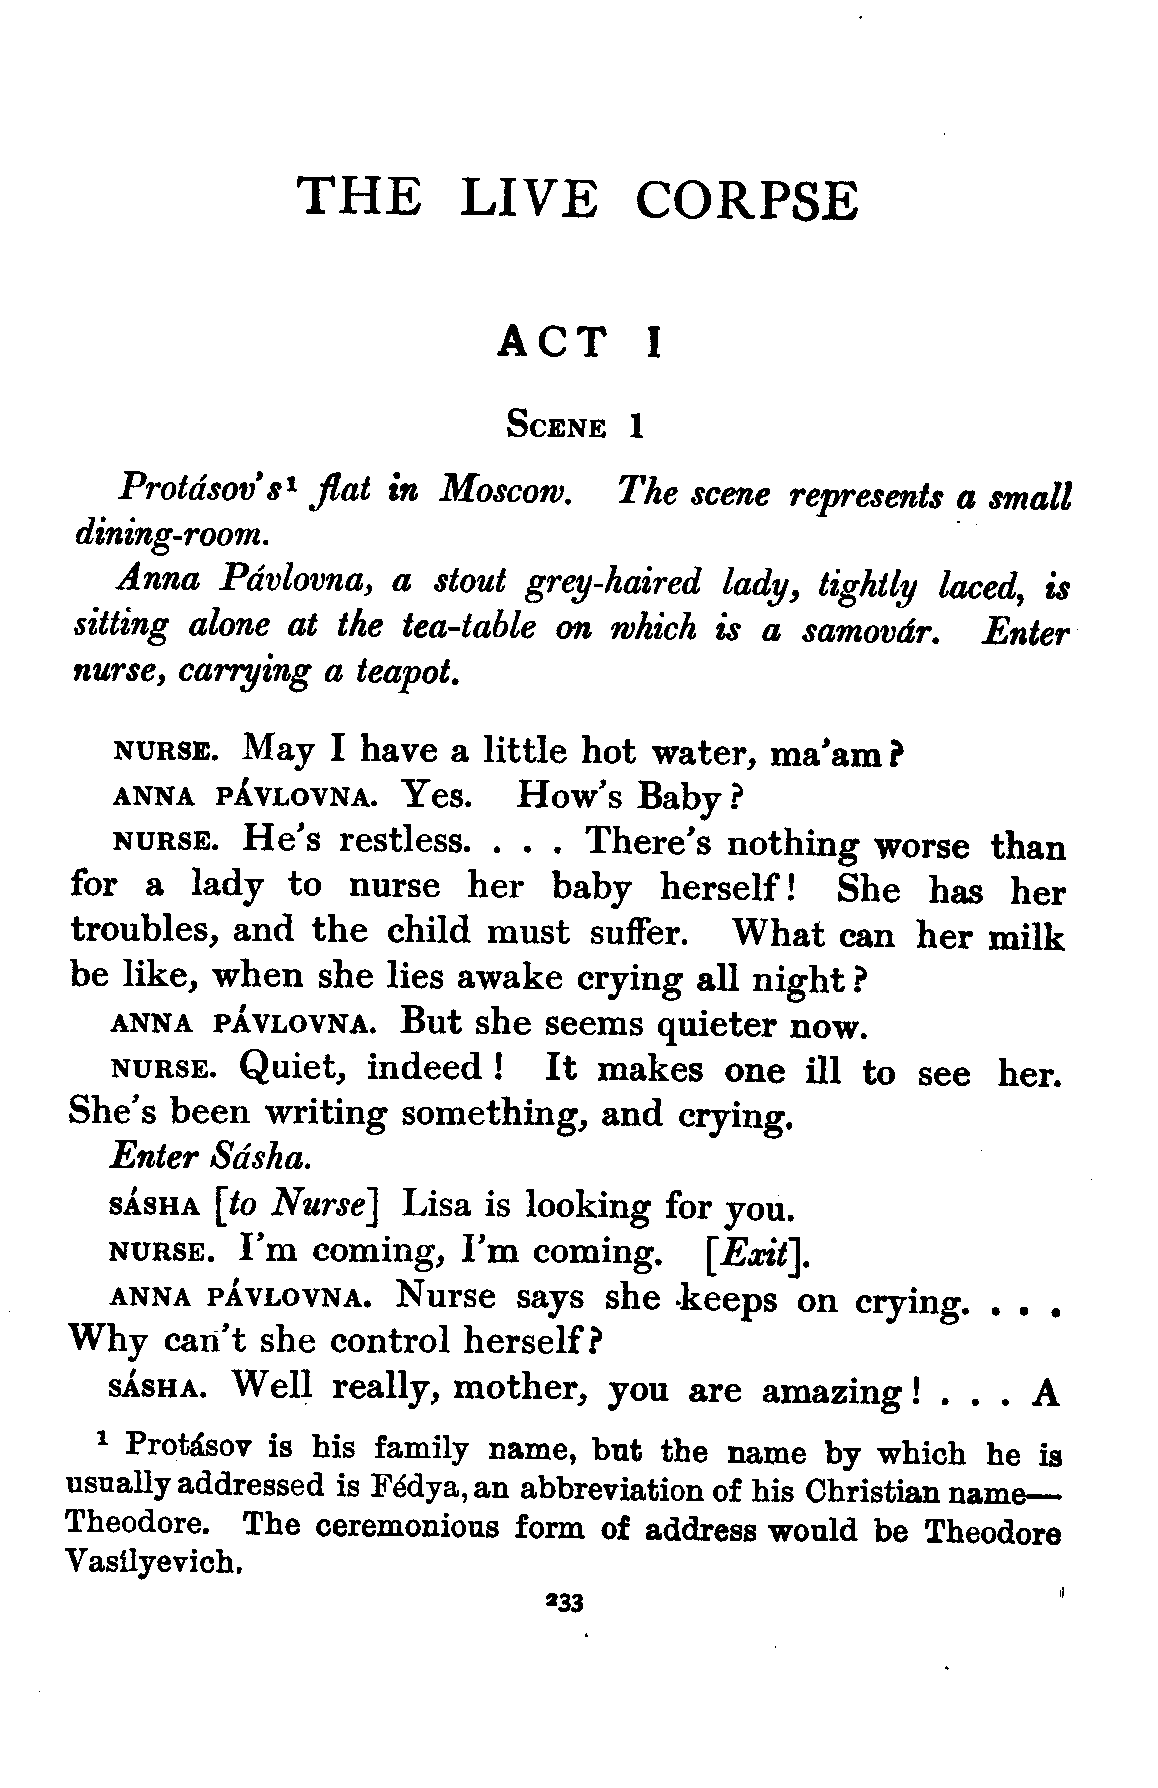 THE LIVE CORPSE
ACT I
SCENE 1
Protásov's¹ flat in Moscow. The scene represents a small
dining-room.
Anna Pávlovna, a stout grey-haired lady, tightly laced, is
sitting alone at the tea-table on which is a samovár. Enter
nurse, carrying a teapot.
NURSE. May I have a little hot water, ma'am?
ANNA PÁVLOVNA. Yes. How's Baby?
NURSE. He's restless. . . . There's nothing worse than
for a lady to nurse her baby herself! She has her
troubles, and the child must suffer. What can her milk
be like, when she lies awake crying all night?
ANNA PÁVLOVNA. But she seems quieter now.
NURSE. Quiet, indeed! It makes one ill to see her.
She's been writing something, and crying.
Enter Sásha.
SÁSHA [to Nurse] Lisa is looking for you.
NURSE. I'm coming, I'm coming. [Exit].
ANNA PÁVLOVNA. Nurse says she keeps on crying. . . .
Why can't she control herself?
SÁSHA. Well really, mother, you are amazing! . . . A
¹ Protásov is his family name, but the name by which he is
usually addressed is Fédya, an abbreviation of his Christian name—
Theodore. The ceremonious form of address would be Theodore
Vasílyevich.
233